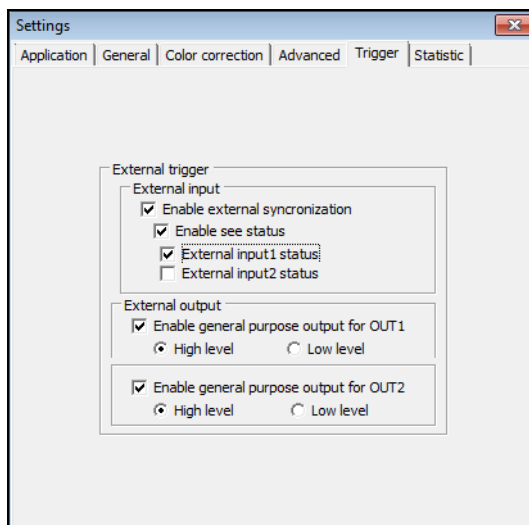 Settings
Application General Color correction Advanced Trigger Statistic
External trigger
External input
Enable external syncronization
Enable see status
External input1 status
External input2 status
External output
Enable general purpose output for OUT1
High level Low level
Enable general purpose output for OUT2
High level Low level